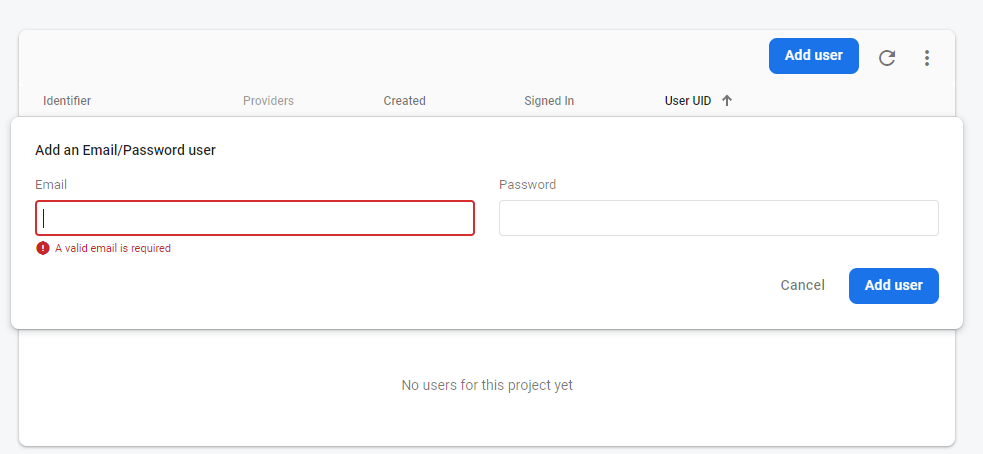 Add user
Identifier Providers Created Signed In User UID
Add an Email/Password user
Email Password
A valid email is required
Cancel Add user
No users for this project yet